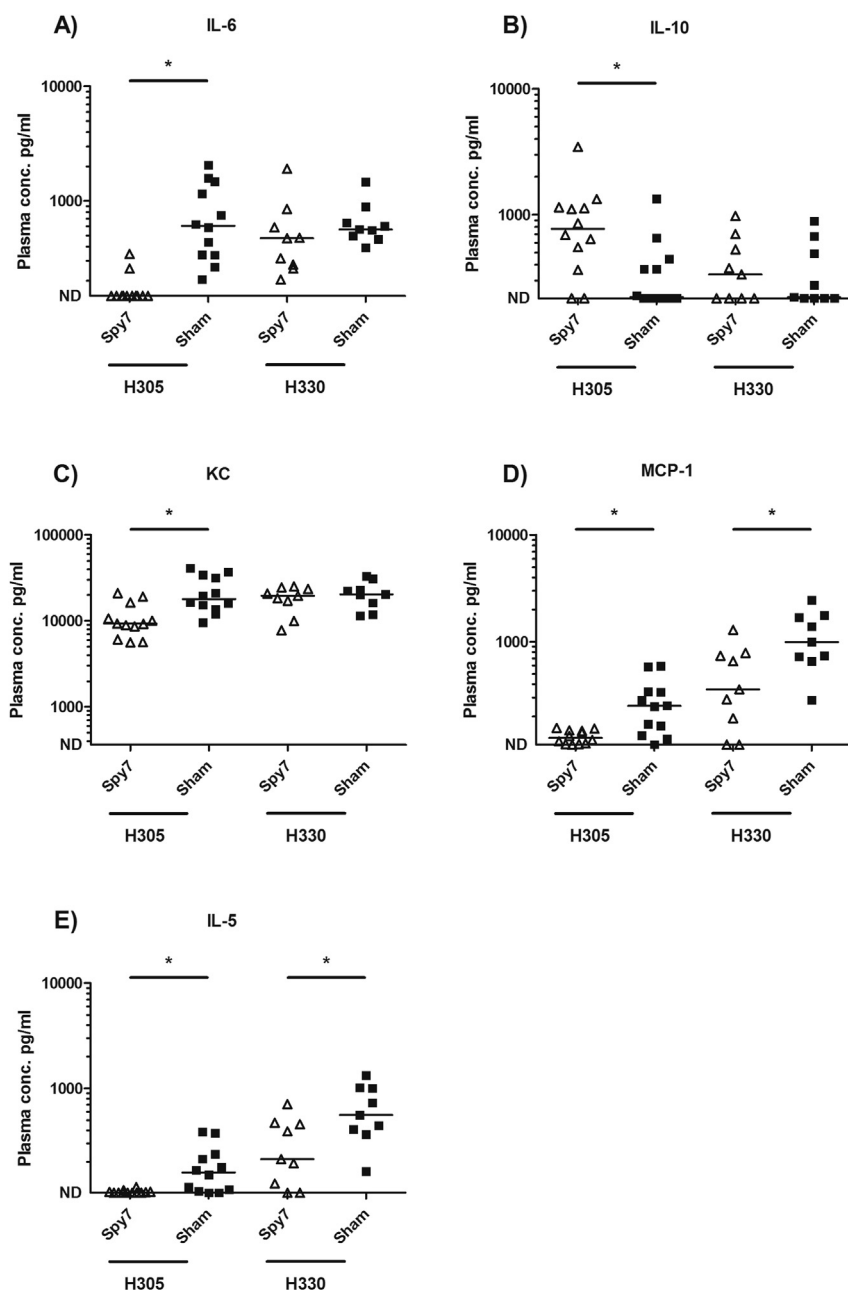 A) IL-6
*
10000
Plasma conc. pg/ml
1000
ND
Spy7 Sham Spy7 Sham
H305 H330
B) IL-10
*
10000
Plasma conc. pg/ml
1000
ND
Spy7 Sham Spy7 Sham
H305 H330
C) KC
*
100000
Plasma conc. pg/ml
10000
1000
ND
Spy7 Sham Spy7 Sham
H305 H330
D) MCP-1
* *
10000
Plasma conc. pg/ml
1000
ND
Spy7 Sham Spy7 Sham
H305 H330
E) IL-5
* *
10000
Plasma conc. pg/ml
1000
ND
Spy7 Sham Spy7 Sham
H305 H330